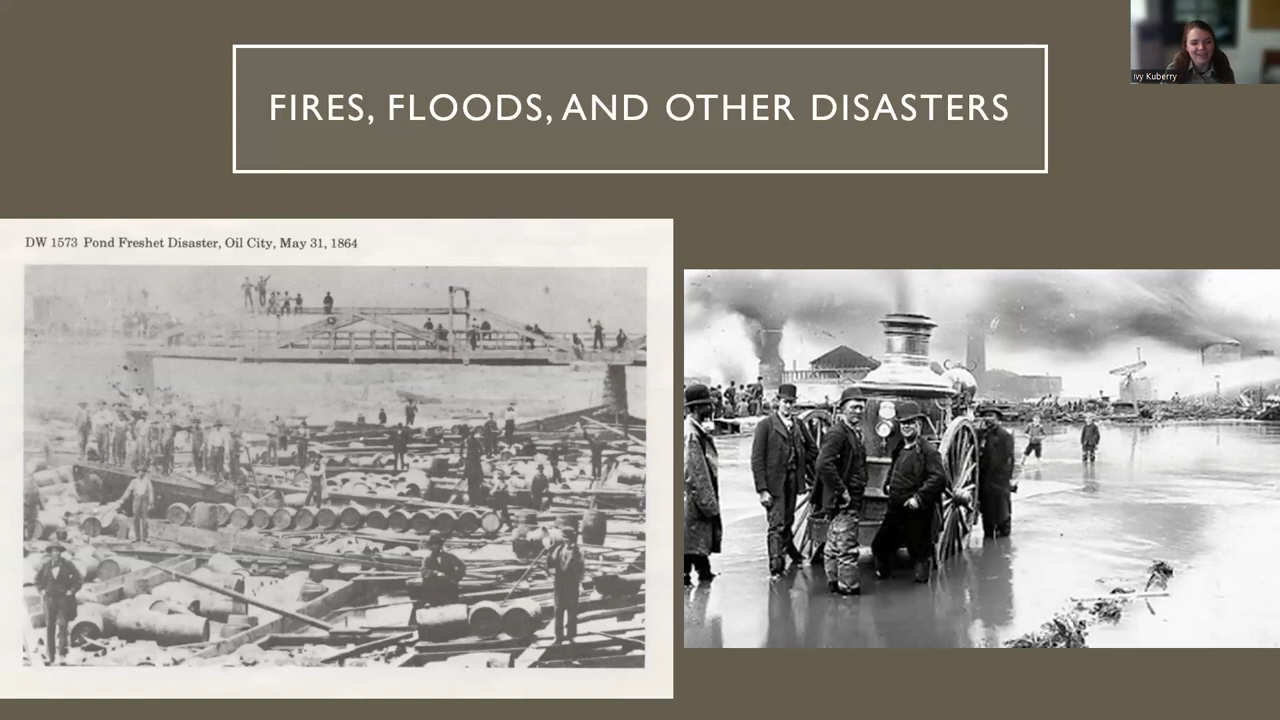 FIRES, FLOODS, AND OTHER DISASTERS
Ivy Kuberry
DW 1573 Pond Freshet Disaster, Oil City, May 31, 1864